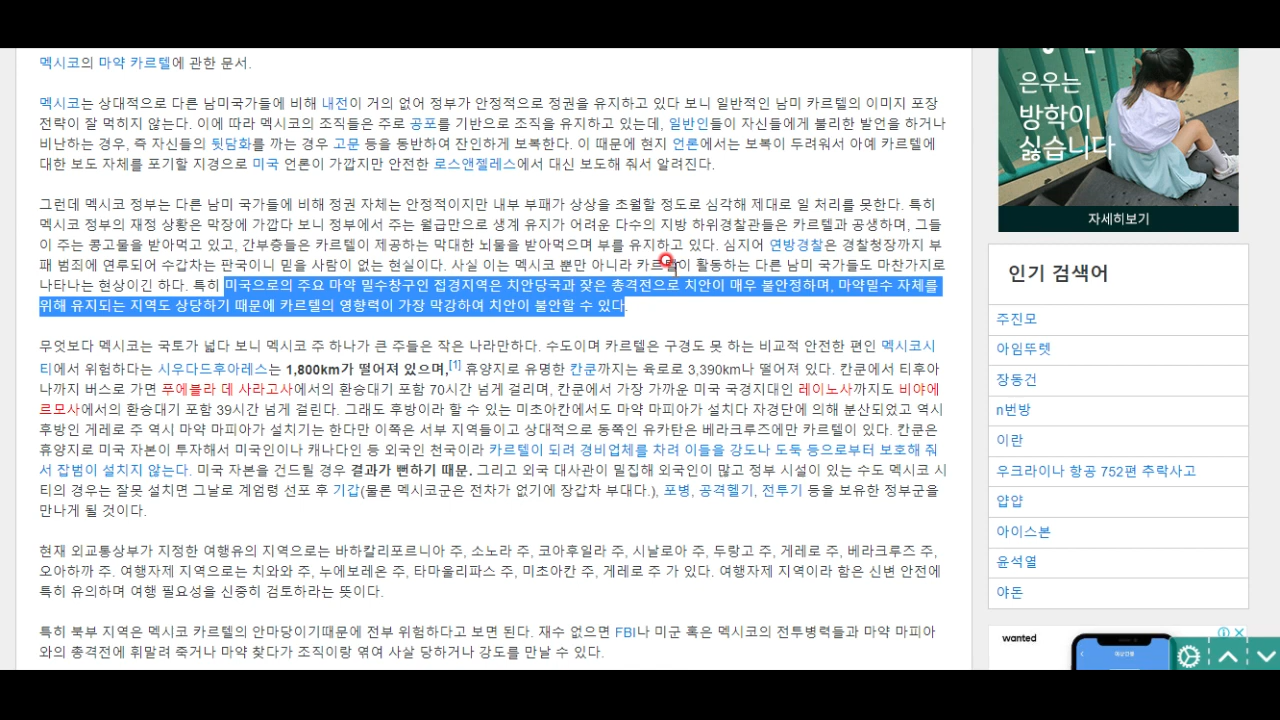 멕시코의 마약 카르텔에 관한 문서.
멕시코는 상대적으로 다른 남미국가들에 비해 내전이 거의 없어 정부가 안정적으로 정권을 유지하고 있다 보니 일반적인 남미 카르텔의 이미지 포장
전략이 잘 먹히지 않는다. 이에 따라 멕시코의 조직들은 주로 공포를 기반으로 조직을 유지하고 있는데, 일반인들이 자신들에게 불리한 발언을 하거나
비난하는 경우, 즉 자신들의 뒷담화를 까는 경우 고문 등을 동반하여 잔인하게 보복한다. 이 때문에 현지 언론에서는 보복이 두려워서 아예 카르텔에
대한 보도 자체를 포기할 지경으로 미국 언론이 가깝지만 안전한 로스앤젤레스에서 대신 보도해 줘서 알려진다.
그런데 멕시코 정부는 다른 남미 국가들에 비해 정권 자체는 안정적이지만 내부 부패가 상상을 초월할 정도로 심각해 제대로 일 처리를 못한다. 특히
멕시코 정부의 재정 상황은 막장에 가깝다 보니 정부에서 주는 월급만으로 생계 유지가 어려운 다수의 지방 하위경찰관들은 카르텔과 공생하며, 그들
이 주는 콩고물을 받아먹고 있고, 간부층들은 카르텔이 제공하는 막대한 뇌물을 받아먹으며 부를 유지하고 있다. 심지어 연방경찰은 경찰청장까지 부
패 범죄에 연루되어 수갑차는 판국이니 믿을 사람이 없는 현실이다. 사실 이는 멕시코 뿐만 아니라 카르텔이 활동하는 다른 남미 국가들도 마찬가지로
나타나는 현상이긴 하다. 특히 미국으로의 주요 마약 밀수창구인 접경지역은 치안당국과 잦은 총격전으로 치안이 매우 불안정하며, 마약밀수 자체를
위해 유지되는 지역도 상당하기 때문에 카르텔의 영향력이 가장 막강하여 치안이 불안할 수 있다.
무엇보다 멕시코는 국토가 넓다 보니 멕시코 주 하나가 큰 주들은 작은 나라만하다. 수도이며 카르텔은 구경도 못 하는 비교적 안전한 편인 멕시코시
티에서 위험하다는 시우다드후아레스는 1,800km가 떨어져 있으며,[1] 휴양지로 유명한 칸쿤까지는 육로로 3,390km나 떨어져 있다. 칸쿤에서 티후아
나까지 버스로 가면 푸에블라 데 사라고사에서의 환승대기 포함 70시간 넘게 걸리며, 칸쿤에서 가장 가까운 미국 국경지대인 레이노사까지도 비야에
르모사에서의 환승대기 포함 39시간 넘게 걸린다. 그래도 후방이라 할 수 있는 미초아칸에서도 마약 마피아가 설치다 자경단에 의해 분산되었고 역시
후방인 게레로 주 역시 마약 마피아가 설치기는 한다만 이쪽은 서부 지역들이고 상대적으로 동쪽인 유카탄은 베라크루즈에만 카르텔이 있다. 칸쿤은
휴양지로 미국 자본이 투자해서 미국인이나 캐나다인 등 외국인 천국이라 카르텔이 되려 경비업체를 차려 이들을 강도나 도둑 등으로부터 보호해 줘
서 잡범이 설치지 않는다. 미국 자본을 건드릴 경우 결과가 뻔하기 때문. 그리고 외국 대사관이 밀집해 외국인이 많고 정부 시설이 있는 수도 멕시코 시
티의 경우는 잘못 설치면 그날로 계엄령 선포 후 기갑(물론 멕시코군은 전차가 없기에 장갑차 부대다.), 포병, 공격헬기, 전투기 등을 보유한 정부군을
만나게 될 것이다.
현재 외교통상부가 지정한 여행유의 지역으로는 바하칼리포르니아 주, 소노라 주, 코아후일라 주, 시날로아 주, 두랑고 주, 게레로 주, 베라크루즈 주,
오아하까 주. 여행자제 지역으로는 치와와 주, 누에보레온 주, 타마울리파스 주, 미초아칸 주, 게레로 주 가 있다. 여행자제 지역이라 함은 신변 안전에
특히 유의하며 여행 필요성을 신중히 검토하라는 뜻이다.
특히 북부 지역은 멕시코 카르텔의 안마당이기때문에 전부 위험하다고 보면 된다. 재수 없으면 FBI나 미군 혹은 멕시코의 전투병력들과 마약 마피아
와의 총격전에 휘말려 죽거나 마약 찾다가 조직이랑 엮여 사살 당하거나 강도를 만날 수 있다.
은우는
방학이
싫습니다
자세히보기
인기 검색어
주진모
아임뚜렛
장동건
n번방
이란
우크라이나 항공 752편 추락사고
얍얍
아이스본
윤석열
야돈
wanted